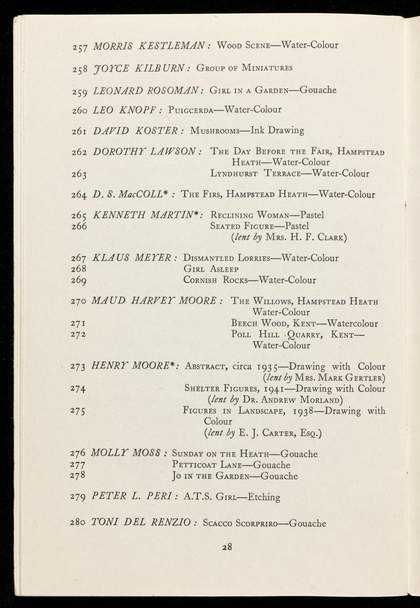 257 MORRIS KESTLEMAN: Wood Scene—Water-Colour
258 JOYCE KILBURN: Group of Miniatures
259 LEONARD ROSOMAN: Girl in a Garden—Gouache
260 LEO KNOPF: Puigcerda—Water-Colour
261 DAVID KOSTER: Mushrooms—Ink Drawing
262 DOROTHY LAWSON: The Day Before the Fair, Hampstead
Heath—Water-Colour
263 Lyndhurst Terrace—Water-Colour
264 D. S. MacCOLL*: The Firs, Hampstead Heath—Water-Colour
265 KENNETH MARTIN*: Reclining Woman—Pastel
266 Seated Figure—Pastel
(lent by Mrs. H. F. Clark)
267 KLAUS MEYER: Dismantled Lorries—Water-Colour
268 Girl Asleep
269 Cornish Rocks—Water-Colour
270 MAUD HARVEY MOORE: The Willows, Hampstead Heath
Water-Colour
271 Beech Wood, Kent—Watercolour
272 Poll Hill Quarry, Kent—
Water-Colour
273 HENRY MOORE*: Abstract, circa 1935—Drawing with Colour
(lent by Mrs. Mark Gertler)
274 Shelter Figures, 1941—Drawing with Colour
(lent by Dr. Andrew Morland)
275 Figures in Landscape, 1938—Drawing with
Colour
(lent by E. J. Carter, Esq.)
276 MOLLY MOSS: Sunday on the Heath—Gouache
277 Petticoat Lane—Gouache
278 Jo in the Garden—Gouache
279 PETER L. PERI: A.T.S. Girl—Etching
280 TONI DEL RENZIO: Scacco Scorpriro—Gouache
28